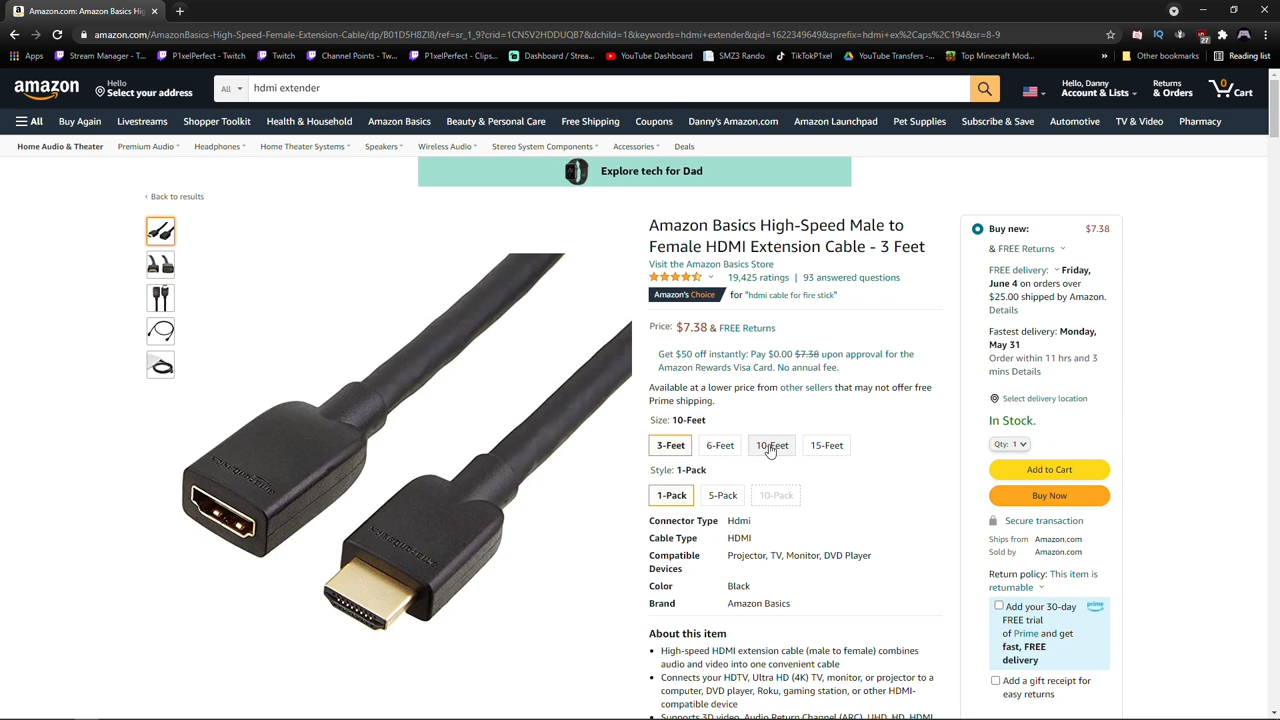 Amazon.com: Amazon Basics Hig
amazon.com/AmazonBasics-High-Speed-Female-Extension-Cable/dp/B01D5H8ZI8/ref=sr_1_9?crid=1CN5V2HDDUQB7&dchild=1&keywords=hdmi+extender&qid=1622349649&sprefix=hdmi+ex%2Caps%2C194&sr=8-9
Apps Stream Manager - T... P1xelPerfect - Twitch Twitch Channel Points - Tw... P1xelPerfect - Clips... Dashboard / Strea... YouTube Dashboard SMZ3 Rando TikTokP1xel YouTube Transfers -... Top Minecraft Mod... » Other bookmarks Reading list
amazon
Hello
Select your address
All
hdmi extender
Hello, Danny
Account & Lists
Returns
& Orders
0
Cart
All Buy Again Livestreams Shopper Toolkit Health & Household Amazon Basics Beauty & Personal Care Free Shipping Coupons Danny's Amazon.com Amazon Launchpad Pet Supplies Subscribe & Save Automotive TV & Video Pharmacy
Home Audio & Theater Premium Audio Headphones Home Theater Systems Speakers Wireless Audio Stereo System Components Accessories Deals
Explore tech for Dad
‹ Back to results
Amazon Basics High-Speed Male to
Female HDMI Extension Cable - 3 Feet
Visit the Amazon Basics Store
19,425 ratings | 93 answered questions
Amazon's Choice for "hdmi cable for fire stick"
Price: $7.38 & FREE Returns
Get $50 off instantly: Pay $0.00 $7.38 upon approval for the
Amazon Rewards Visa Card. No annual fee.
Available at a lower price from other sellers that may not offer free
Prime shipping.
Size: 10-Feet
3-Feet 6-Feet 10-Feet 15-Feet
Style: 1-Pack
1-Pack 5-Pack 10-Pack
Connector Type Hdmi
Cable Type HDMI
Compatible Projector, TV, Monitor, DVD Player
Devices
Color Black
Brand Amazon Basics
About this item
• High-speed HDMI extension cable (male to female) combines
audio and video into one convenient cable
• Connects your HDTV, Ultra HD (4K) TV, monitor, or projector to a
computer, DVD player, Roku, gaming station, or other HDMI-
compatible device
• Supports 3D video, Audio Return Channel (ARC), UHD, HD, HDMI
Buy new: $7.38
& FREE Returns
FREE delivery: Friday,
June 4 on orders over
$25.00 shipped by Amazon.
Details
Fastest delivery: Monday,
May 31
Order within 11 hrs and 3
mins Details
Select delivery location
In Stock.
Qty: 1
Add to Cart
Buy Now
Secure transaction
Ships from Amazon.com
Sold by Amazon.com
Return policy: This item is
returnable
Add your 30-day prime
FREE trial
of Prime and get
fast, FREE
delivery
Add a gift receipt for
easy returns